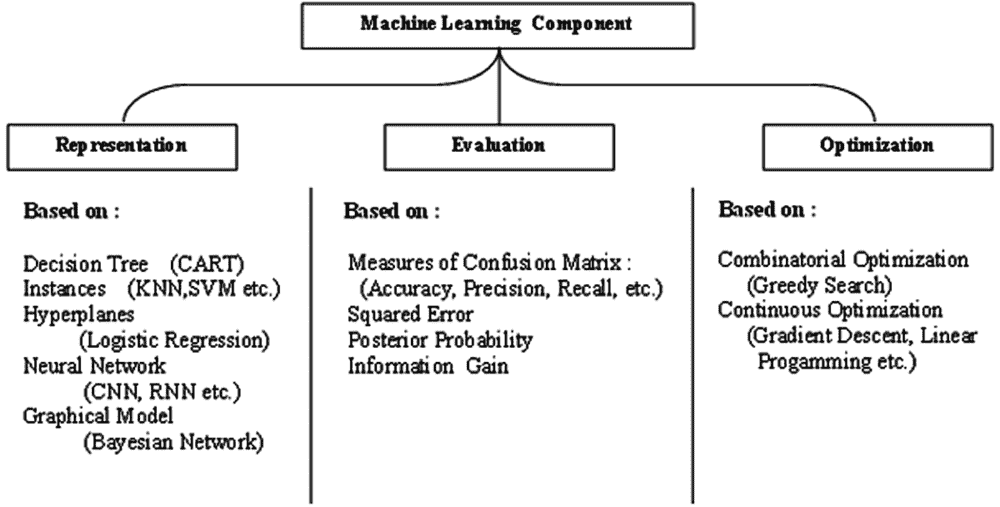 Machine Learning Component
Representation
Evaluation
Optimization
Based on :
Decision Tree (CART)
Instances (KNN,SVM etc.)
Hyperplanes
(Logistic Regression)
Neural Network
(CNN, RNN etc.)
Graphical Model
(Bayesian Network)
Based on :
Measures of Confusion Matrix :
(Accuracy, Precision, Recall, etc.)
Squared Error
Posterior Probability
Information Gain
Based on :
Combinatorial Optimization
(Greedy Search)
Continuous Optimization
(Gradient Descent, Linear
Progamming etc.)